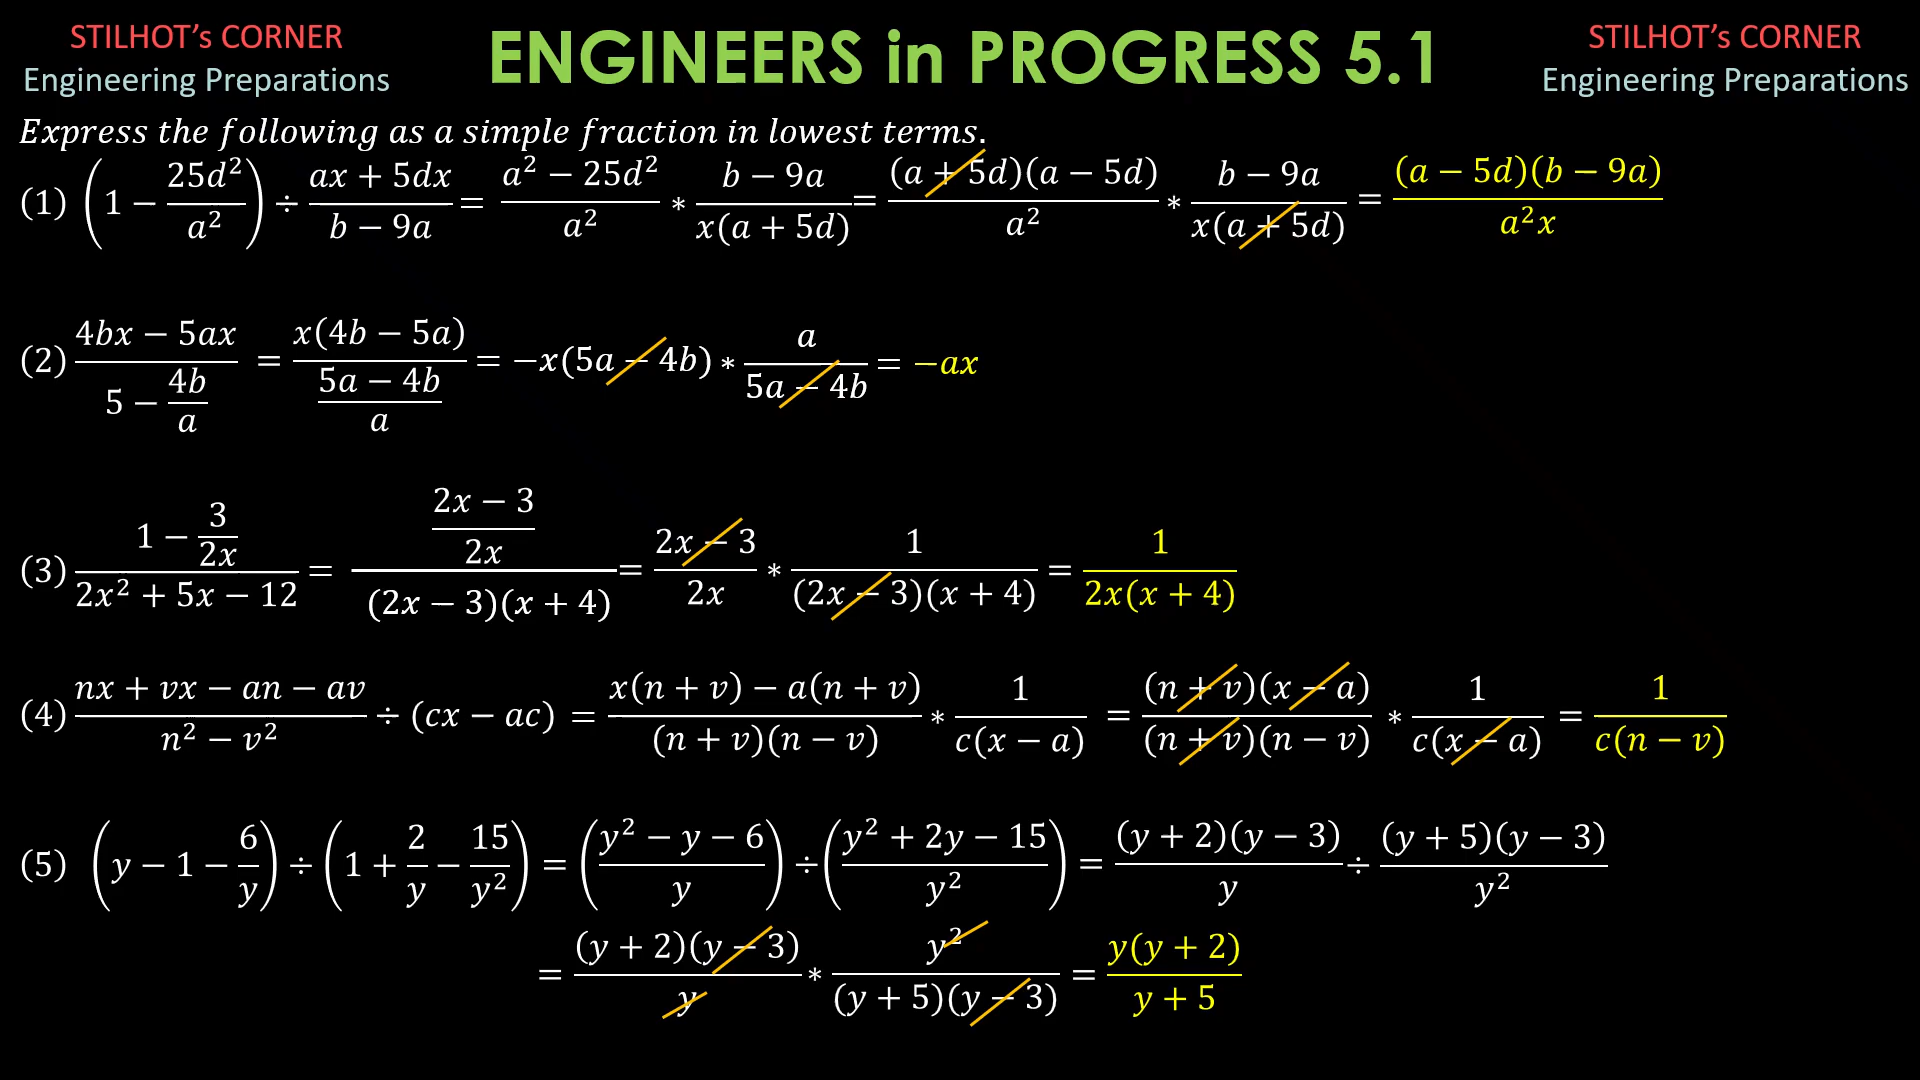 STILHOT’s CORNER
Engineering Preparations
ENGINEERS in PROGRESS 5.1
STILHOT’s CORNER
Engineering Preparations
Express the following as a simple fraction in lowest terms.
(1) (1 − 25d²/a²) ÷ (ax + 5dx)/(b − 9a) = (a² − 25d²)/a² * (b − 9a)/(x(a + 5d)) = ((a + 5d)(a − 5d))/a² * (b − 9a)/(x(a + 5d)) = ((a − 5d)(b − 9a))/(a²x)
(2) (4bx − 5ax)/(5 − 4b/a) = (x(4b − 5a))/((5a − 4b)/a) = −x(5a − 4b) * a/(5a − 4b) = −ax
(3) (1 − 3/2x)/(2x² + 5x − 12) = ((2x − 3)/2x)/((2x − 3)(x + 4)) = (2x − 3)/2x * 1/((2x − 3)(x + 4)) = 1/(2x(x + 4))
(4) (nx + vx − an − av)/(n² − v²) ÷ (cx − ac) = (x(n + v) − a(n + v))/((n + v)(n − v)) * 1/(c(x − a)) = ((n + v)(x − a))/((n + v)(n − v)) * 1/(c(x − a)) = 1/(c(n − v))
(5) (y − 1 − 6/y) ÷ (1 + 2/y − 15/y²) = ((y² − y − 6)/y) ÷ ((y² + 2y − 15)/y²) = ((y + 2)(y − 3))/y ÷ ((y + 5)(y − 3))/y²
= ((y + 2)(y − 3))/y * y²/((y + 5)(y − 3)) = (y(y + 2))/(y + 5)